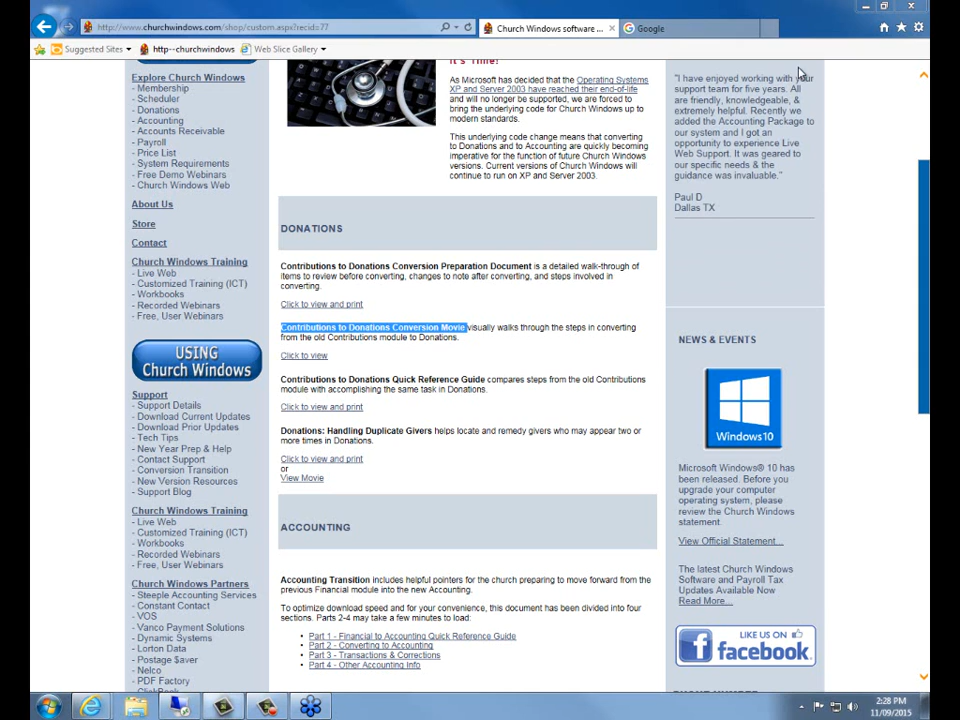 http://www.churchwindows.com/shop/custom.aspx?recid=77
Church Windows software ...
Google
Suggested Sites
http--churchwindows
Web Slice Gallery
Explore Church Windows
- Membership
- Scheduler
- Donations
- Accounting
- Accounts Receivable
- Payroll
- Price List
- System Requirements
- Free Demo Webinars
- Church Windows Web
About Us
Store
Contact
Church Windows Training
- Live Web
- Customized Training (ICT)
- Workbooks
- Recorded Webinars
- Free, User Webinars
USING
Church Windows
Support
- Support Details
- Download Current Updates
- Download Prior Updates
- Tech Tips
- New Year Prep & Help
- Contact Support
- Conversion Transition
- New Version Resources
- Support Blog
Church Windows Training
- Live Web
- Customized Training (ICT)
- Workbooks
- Recorded Webinars
- Free, User Webinars
Church Windows Partners
- Steeple Accounting Services
- Constant Contact
- VOS
- Vanco Payment Solutions
- Dynamic Systems
- Lorton Data
- Postage $aver
- Nelco
- PDF Factory
- ClickBook
It's Time!
As Microsoft has decided that the Operating Systems
XP and Server 2003 have reached their end-of-life
and will no longer be supported, we are forced to
bring the underlying code for Church Windows up to
modern standards.
This underlying code change means that converting
to Donations and to Accounting are quickly becoming
imperative for the function of future Church Windows
versions. Current versions of Church Windows will
continue to run on XP and Server 2003.
DONATIONS
Contributions to Donations Conversion Preparation Document is a detailed walk-through of
items to review before converting, changes to note after converting, and steps involved in
converting.
Click to view and print
Contributions to Donations Conversion Movie visually walks through the steps in converting
from the old Contributions module to Donations.
Click to view
Contributions to Donations Quick Reference Guide compares steps from the old Contributions
module with accomplishing the same task in Donations.
Click to view and print
Donations: Handling Duplicate Givers helps locate and remedy givers who may appear two or
more times in Donations.
Click to view and print
or
View Movie
ACCOUNTING
Accounting Transition includes helpful pointers for the church preparing to move forward from the
previous Financial module into the new Accounting.
To optimize download speed and for your convenience, this document has been divided into four
sections. Parts 2-4 may take a few minutes to load:
• Part 1 - Financial to Accounting Quick Reference Guide
• Part 2 - Converting to Accounting
• Part 3 - Transactions & Corrections
• Part 4 - Other Accounting Info
"I have enjoyed working with your
support team for five years. All
are friendly, knowledgeable, &
extremely helpful. Recently we
added the Accounting Package to
our system and I got an
opportunity to experience Live
Web Support. It was geared to
our specific needs & the
guidance was invaluable."
Paul D
Dallas TX
NEWS & EVENTS
Windows10
Microsoft Windows® 10 has
been released. Before you
upgrade your computer
operating system, please
review the Church Windows
statement.
View Official Statement...
The latest Church Windows
Software and Payroll Tax
Updates Available Now
Read More...
LIKE US ON
facebook
2:28 PM
11/09/2015